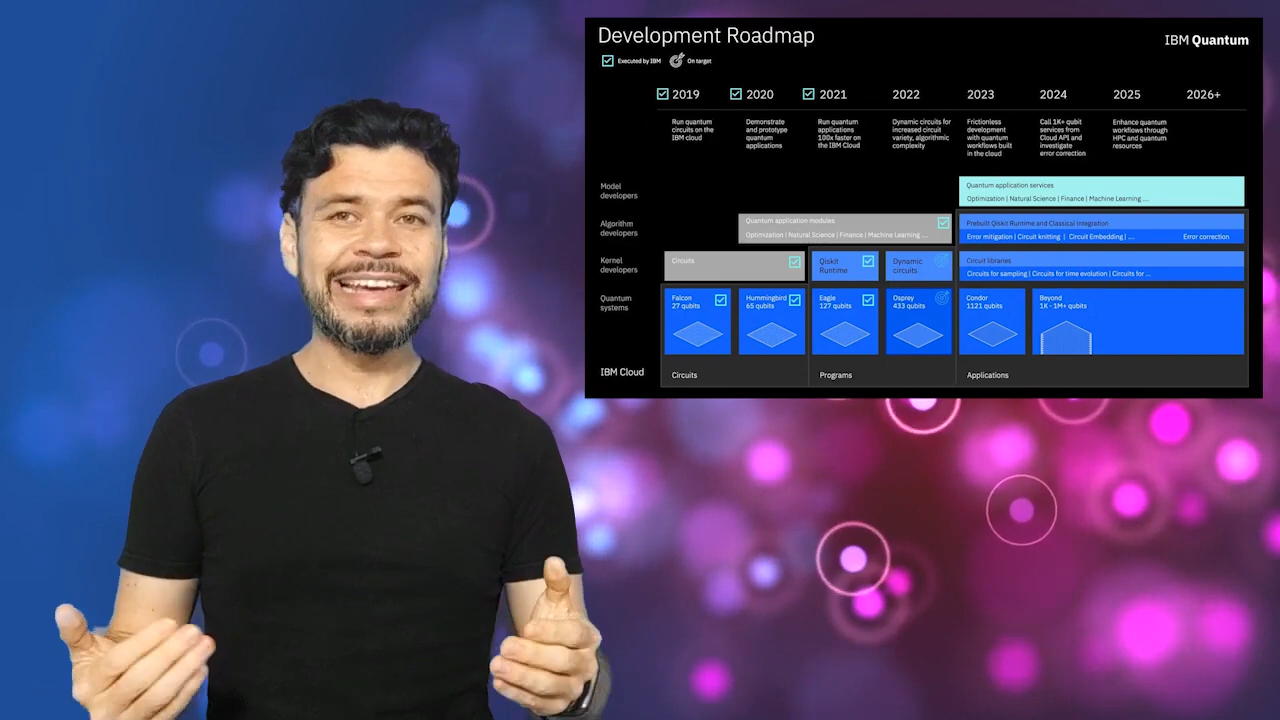 Development Roadmap
IBM Quantum
Executed by IBM
On target
2019
2020
2021
2022
2023
2024
2025
2026+
Run quantum
circuits on the
IBM cloud
Demonstrate
and prototype
quantum
applications
Run quantum
applications
100x faster on
the IBM Cloud
Dynamic circuits for
increased circuit
variety, algorithmic
complexity
Frictionless
development
with quantum
workflows built
in the cloud
Call 1K+ qubit
services from
Cloud API and
investigate
error correction
Enhance quantum
workflows through
HPC and quantum
resources
Model
developers
Quantum application services
Optimization | Natural Science | Finance | Machine Learning ...
Algorithm
developers
Quantum application modules
Optimization | Natural Science | Finance | Machine Learning ...
Prebuilt Qiskit Runtime and Classical Integration
Error mitigation | Circuit knitting | Circuit Embedding | ...
Error correction
Kernel
developers
Circuits
Qiskit
Runtime
Dynamic
circuits
Circuit libraries
Circuits for sampling | Circuits for time evolution | Circuits for ...
Quantum
systems
Falcon
27 qubits
Hummingbird
65 qubits
Eagle
127 qubits
Osprey
433 qubits
Condor
1121 qubits
Beyond
1K - 1M+ qubits
IBM Cloud
Circuits
Programs
Applications